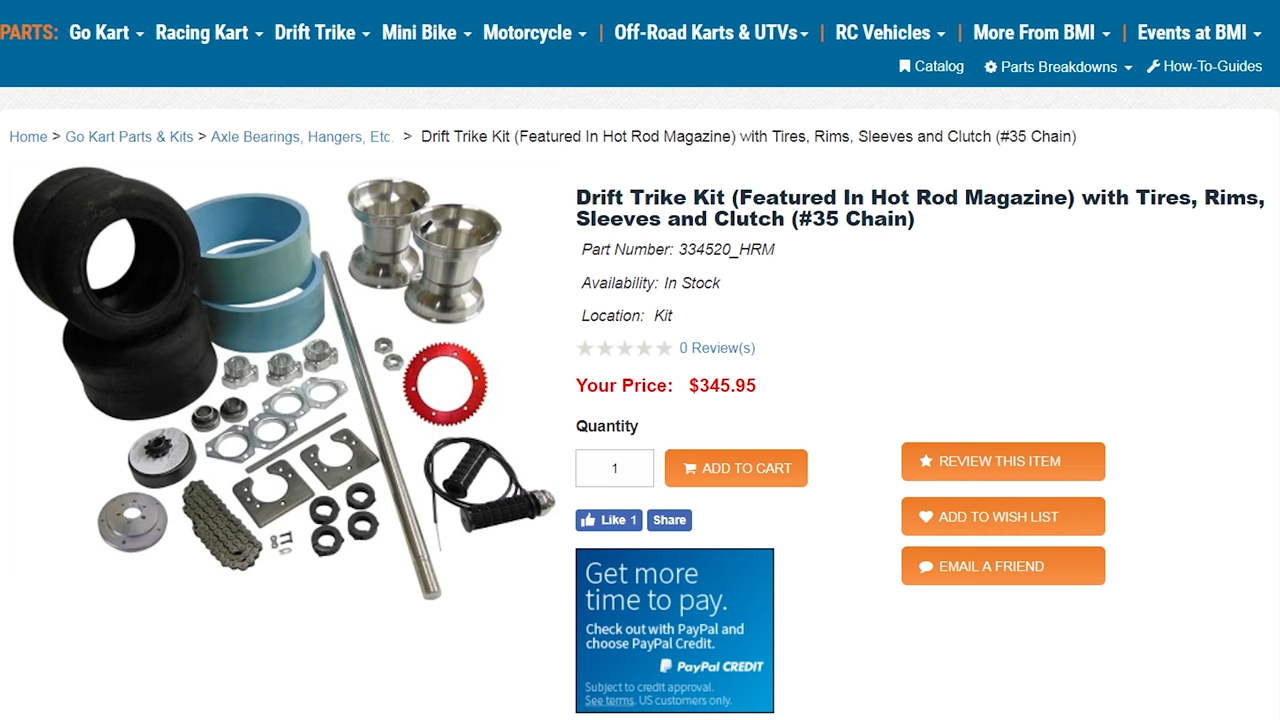 PARTS: Go Kart Racing Kart Drift Trike Mini Bike Motorcycle | Off-Road Karts & UTVs | RC Vehicles | More From BMI | Events at BMI
Catalog Parts Breakdowns How-To-Guides
Home > Go Kart Parts & Kits > Axle Bearings, Hangers, Etc. > Drift Trike Kit (Featured In Hot Rod Magazine) with Tires, Rims, Sleeves and Clutch (#35 Chain)
Drift Trike Kit (Featured In Hot Rod Magazine) with Tires, Rims,
Sleeves and Clutch (#35 Chain)
Part Number: 334520_HRM
Availability: In Stock
Location: Kit
0 Review(s)
Your Price: $345.95
Quantity
1 ADD TO CART
REVIEW THIS ITEM
ADD TO WISH LIST
EMAIL A FRIEND
Like 1 Share
Get more
time to pay.
Check out with PayPal and
choose PayPal Credit.
PayPal CREDIT
Subject to credit approval.
See terms. US customers only.